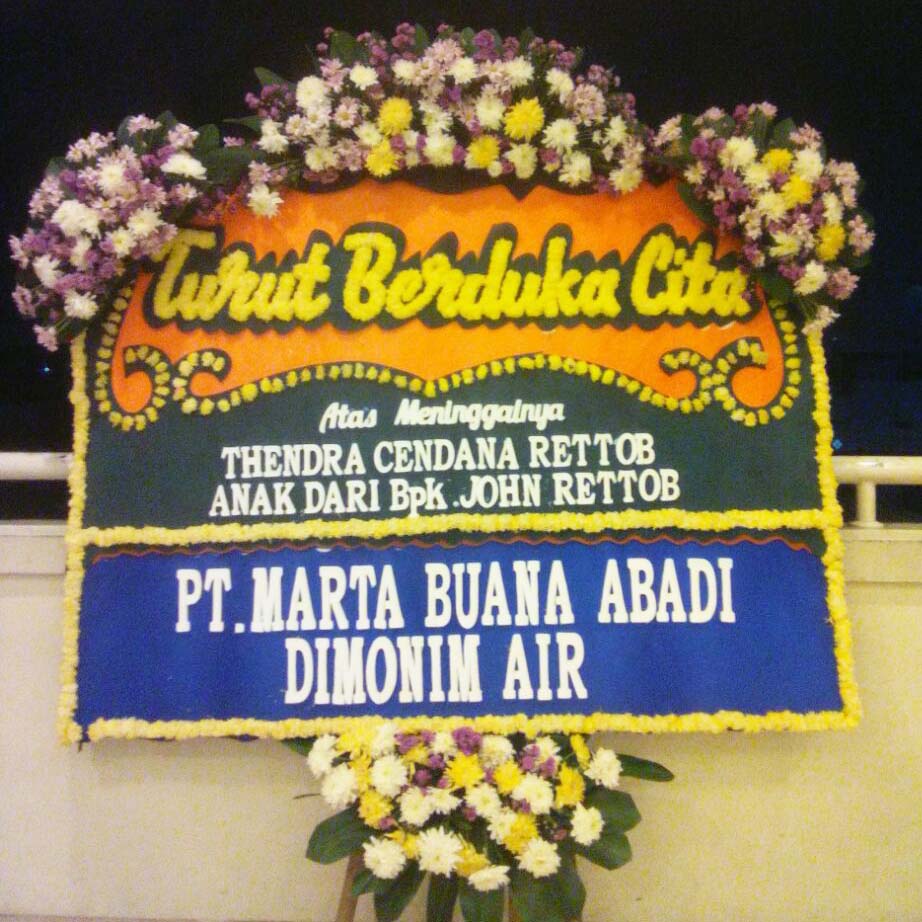 Turut Berduka Cita
Atas Meninggalnya
THENDRA CENDANA RETTOB
ANAK DARI Bpk.JOHN RETTOB
PT.MARTA BUANA ABADI
DIMONIM AIR